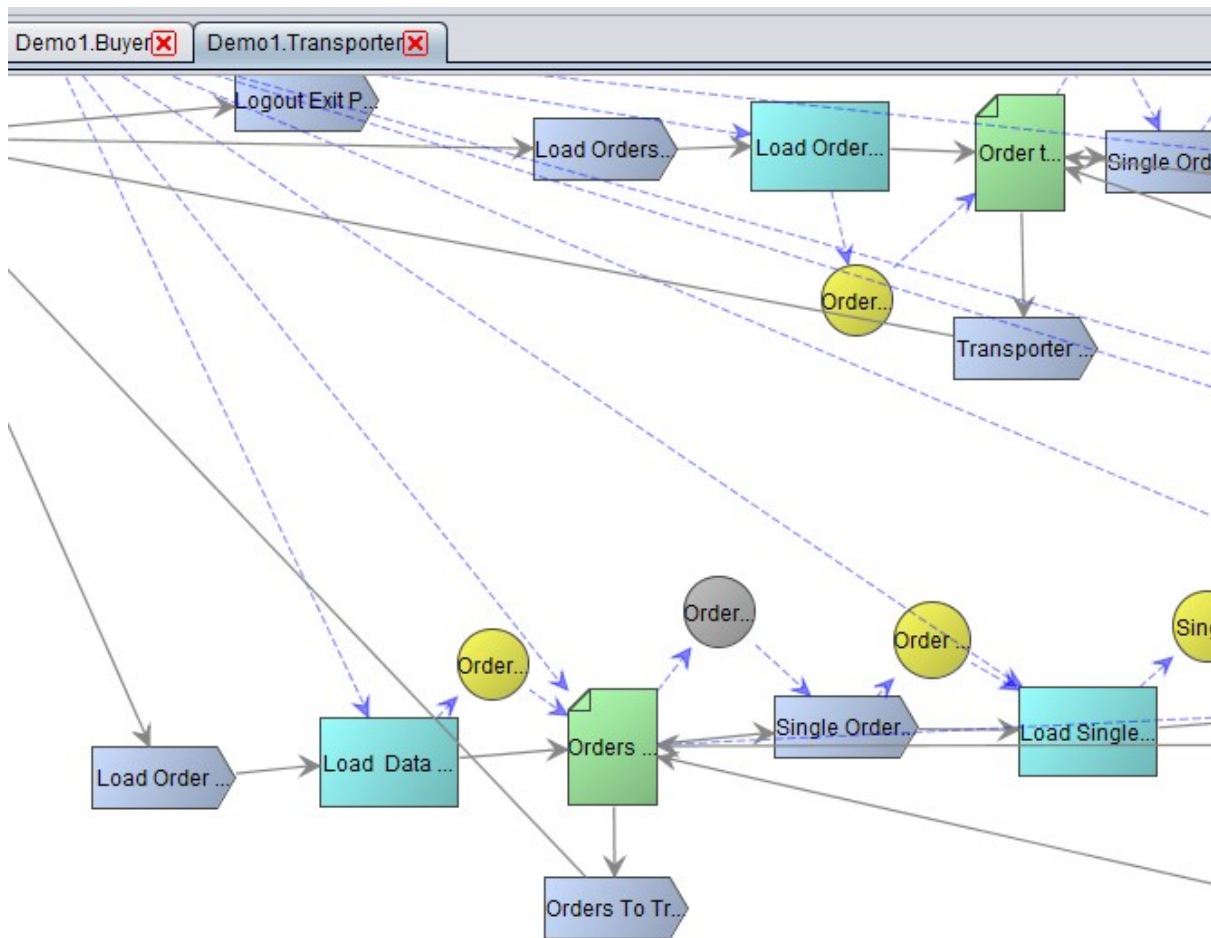 Demo1.Buyer
Demo1.Transporter
Logout Exit P...
Load Orders...
Load Order...
Order t...
Single Ord
Order...
Transporter ...
Order...
Order ...
Sing
Order...
Load Order ...
Load  Data ...
Orders ...
Single Order...
Load Single...
Orders To Tr...